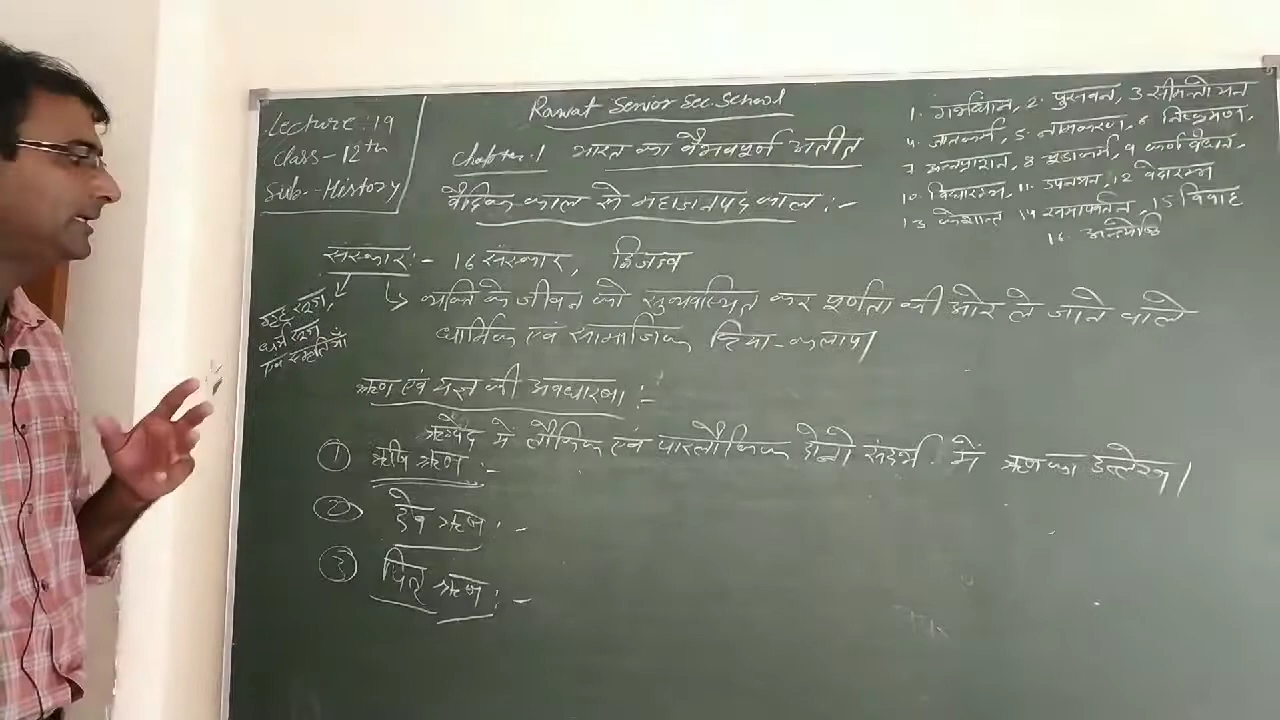 Lecture : 19
Class - 12th
Sub. - History
Rawat Senior Sec. School
Chapter.1 भारत का वैभवपूर्ण अतीत
वैदिक काल से महाजनपद काल :-
1. गर्भाधान, 2. पुंसवन, 3 सीमन्तोनयन
4. जातकर्म, 5. नामकरण, 6 निष्क्रमण,
7 अन्नप्राशन, 8 चूडाकर्म, 9 कर्णवेधन,
10. विद्यारम्भ, 11. उपनयन, 12 वेदारम्भ
13 केशान्त 14 समावर्तन, 15 विवाह
16. अन्त्येष्टि
संस्कार :- 16 संस्कार, द्विजत्व
गृह सूत्र,
धर्म सूत्र
एवं स्मृतियाँ
व्यक्ति के जीवन को सुव्यवस्थित कर पूर्णता की ओर ले जाने वाले
धार्मिक एवं सामाजिक क्रिया-कलाप।
ऋण एवं यज्ञ की अवधारणा :-
ऋग्वेद में लौकिक एवं पारलौकिक दोनो संदर्भ में ऋण का उल्लेख।
1 ऋषि ऋण :-
2 देव ऋण :-
3 पितृ ऋण :-